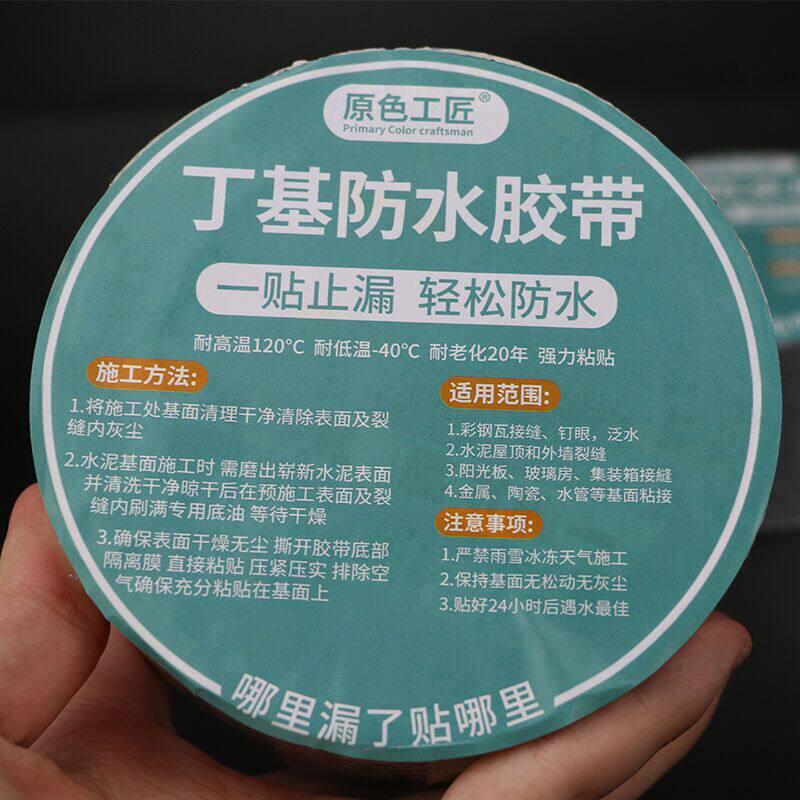 原色工匠®
Primary Color craftsman
丁基防水胶带
一贴止漏 轻松防水
耐高温120°C 耐低温-40°C 耐老化20年 强力粘贴
施工方法:
1.将施工处基面清理干净清除表面及裂
缝内灰尘
2.水泥基面施工时 需磨出崭新水泥表面
并清洗干净晾干后在预施工表面及裂
缝内刷满专用底油 等待干燥
3.确保表面干燥无尘 撕开胶带底部
隔离膜 直接粘贴 压紧压实 排除空
气确保充分粘贴在基面上
适用范围:
1.彩钢瓦接缝、钉眼,泛水
2.水泥屋顶和外墙裂缝
3.阳光板、玻璃房、集装箱接縫
4.金属、陶瓷、水管等基面粘接
注意事项:
1.严禁雨雪冰冻天气施工
2.保持基面无松动无灰尘
3.贴好24小时后遇水最佳
哪里漏了贴哪里